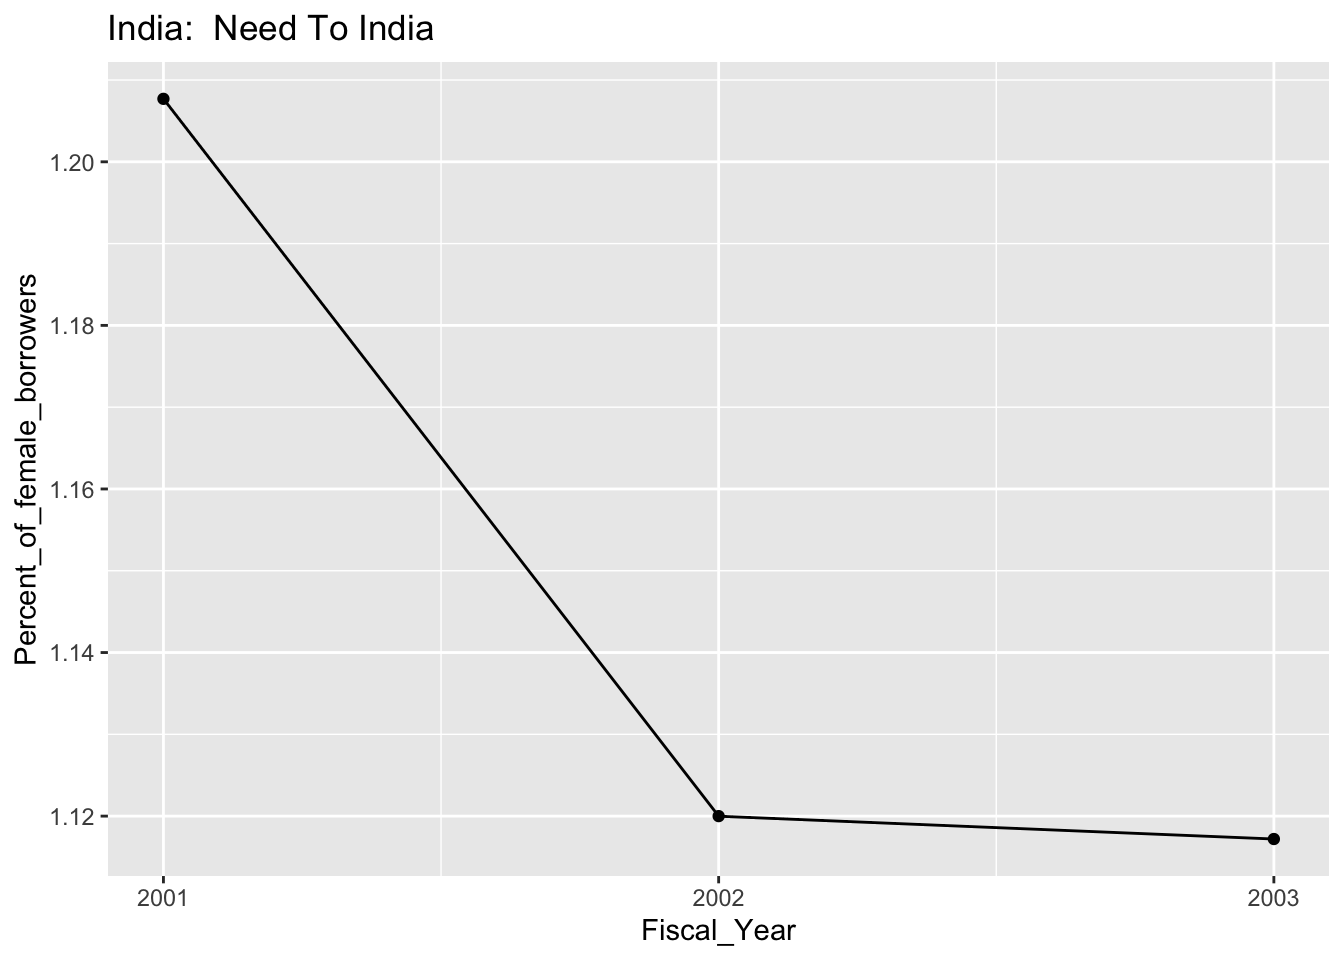 India:  Need To India
1.20
1.18
1.16
1.14
1.12
Percent_of_female_borrowers
2001 2002 2003
Fiscal_Year